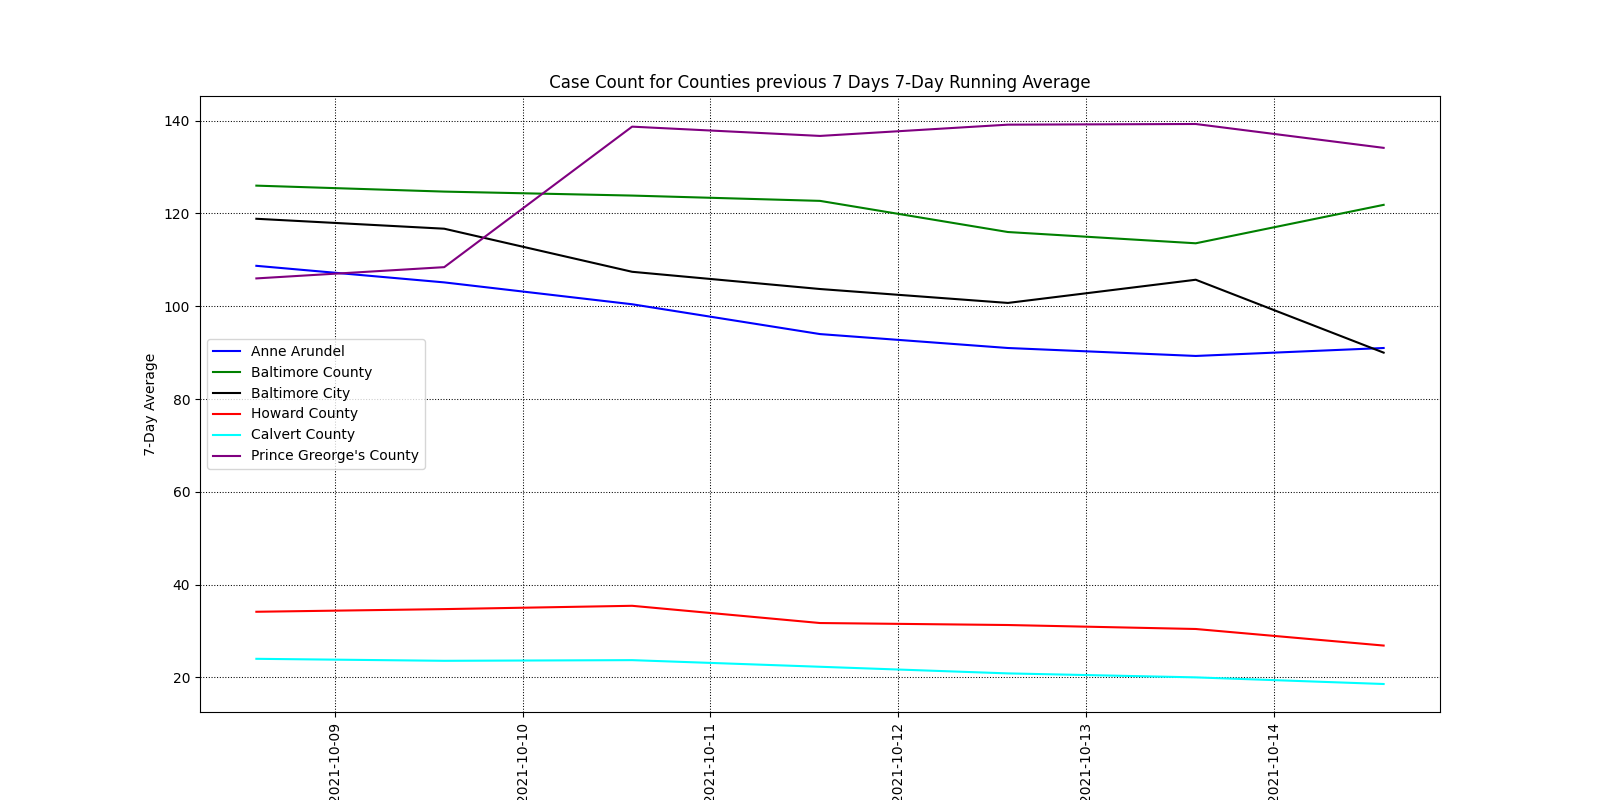 Case Count for Counties previous 7 Days 7-Day Running Average
140
120
100
80
60
40
20
7-Day Average
Anne Arundel
Baltimore County
Baltimore City
Howard County
Calvert County
Prince Greorge's County
2021-10-09
2021-10-10
2021-10-11
2021-10-12
2021-10-13
2021-10-14